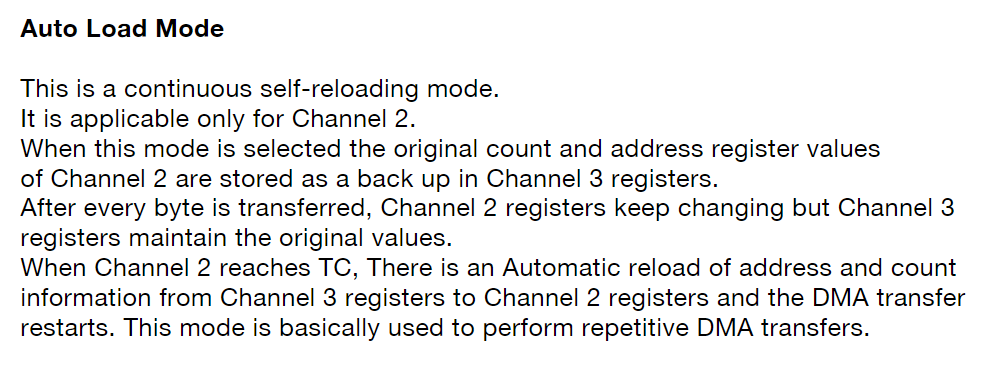 Auto Load Mode
This is a continuous self-reloading mode.
It is applicable only for Channel 2.
When this mode is selected the original count and address register values
of Channel 2 are stored as a back up in Channel 3 registers.
After every byte is transferred, Channel 2 registers keep changing but Channel 3
registers maintain the original values.
When Channel 2 reaches TC, There is an Automatic reload of address and count
information from Channel 3 registers to Channel 2 registers and the DMA transfer
restarts. This mode is basically used to perform repetitive DMA transfers.